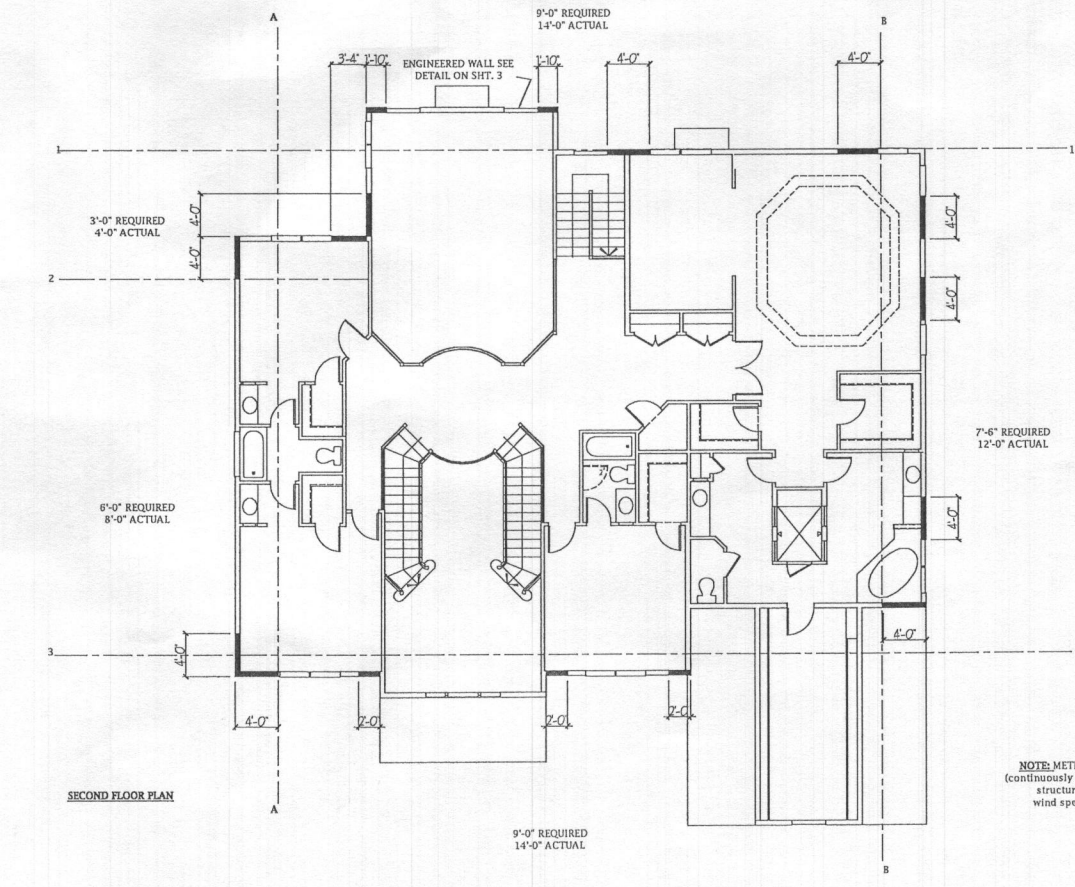 A
9'-0" REQUIRED
14'-0" ACTUAL
B
3'-4"
1'-10"
ENGINEERED WALL SEE
DETAIL ON SHT. 3
1'-10"
4'-0"
4'-0"
1
1
3'-0" REQUIRED
4'-0" ACTUAL
4'-0"
4'-0"
4'-0"
2
4'-0"
7'-6" REQUIRED
12'-0" ACTUAL
6'-0" REQUIRED
8'-0" ACTUAL
4'-0"
4'-0"
4'-0"
3
4'-0"
2'-0"
2'-0"
2'-0"
SECOND FLOOR PLAN
A
NOTE: MET
(continuously
structur
wind spe
9'-0" REQUIRED
14'-0" ACTUAL
B